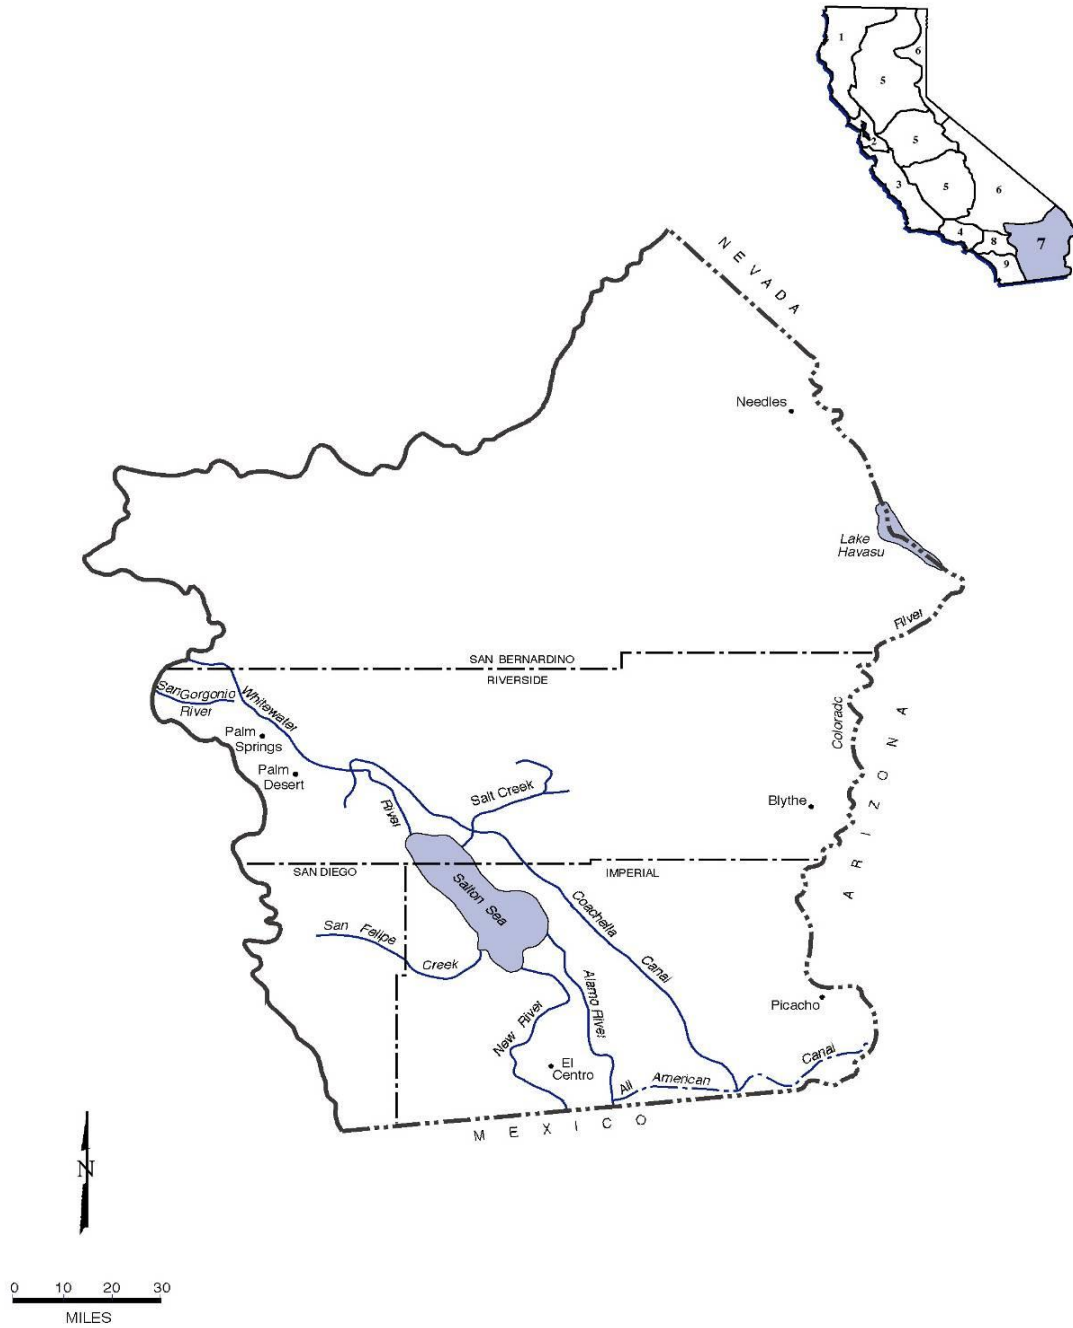 1
6
5
2
5
3
5
6
4
8
7
9
NEVADA
Needles
Lake
Havasu
River
SAN BERNARDINO
RIVERSIDE
San Gorgonio
River
Whitewater
River
Palm
Springs
Palm
Desert
Salt Creek
Colorado
ARIZONA
Blythe
SAN DIEGO
IMPERIAL
Salton Sea
Coachella
Canal
San Felipe Creek
Alamo River
New River
Picacho
El
Centro
All American Canal
MEXICO
N
0 10 20 30
MILES